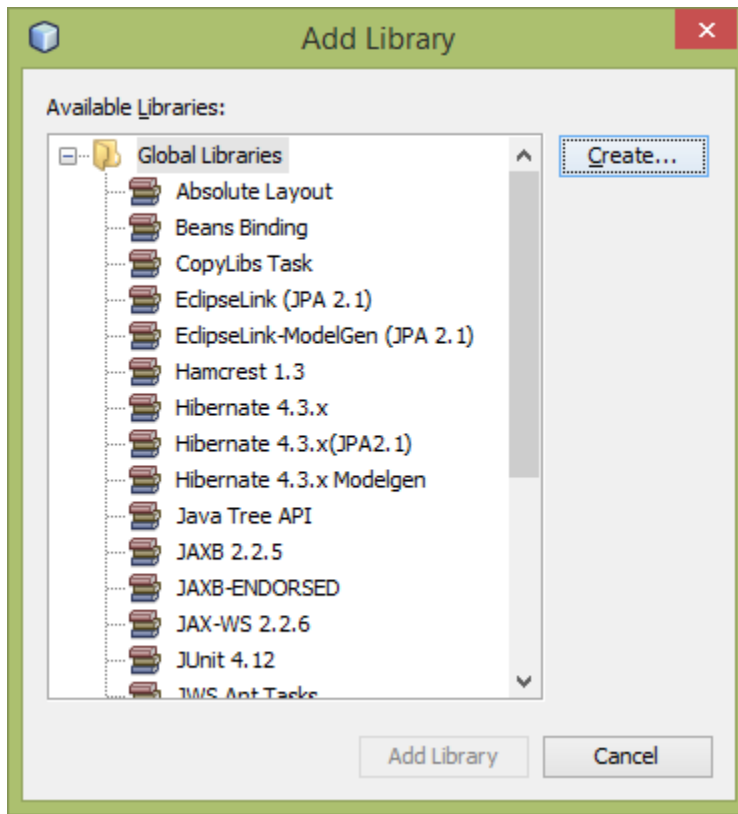 Add Library
Available Libraries:
Global Libraries
Create...
Absolute Layout
Beans Binding
CopyLibs Task
EclipseLink (JPA 2.1)
EclipseLink-ModelGen (JPA 2.1)
Hamcrest 1.3
Hibernate 4.3.x
Hibernate 4.3.x(JPA2.1)
Hibernate 4.3.x Modelgen
Java Tree API
JAXB 2.2.5
JAXB-ENDORSED
JAX-WS 2.2.6
JUnit 4.12
JWS Ant Tasks
Add Library
Cancel